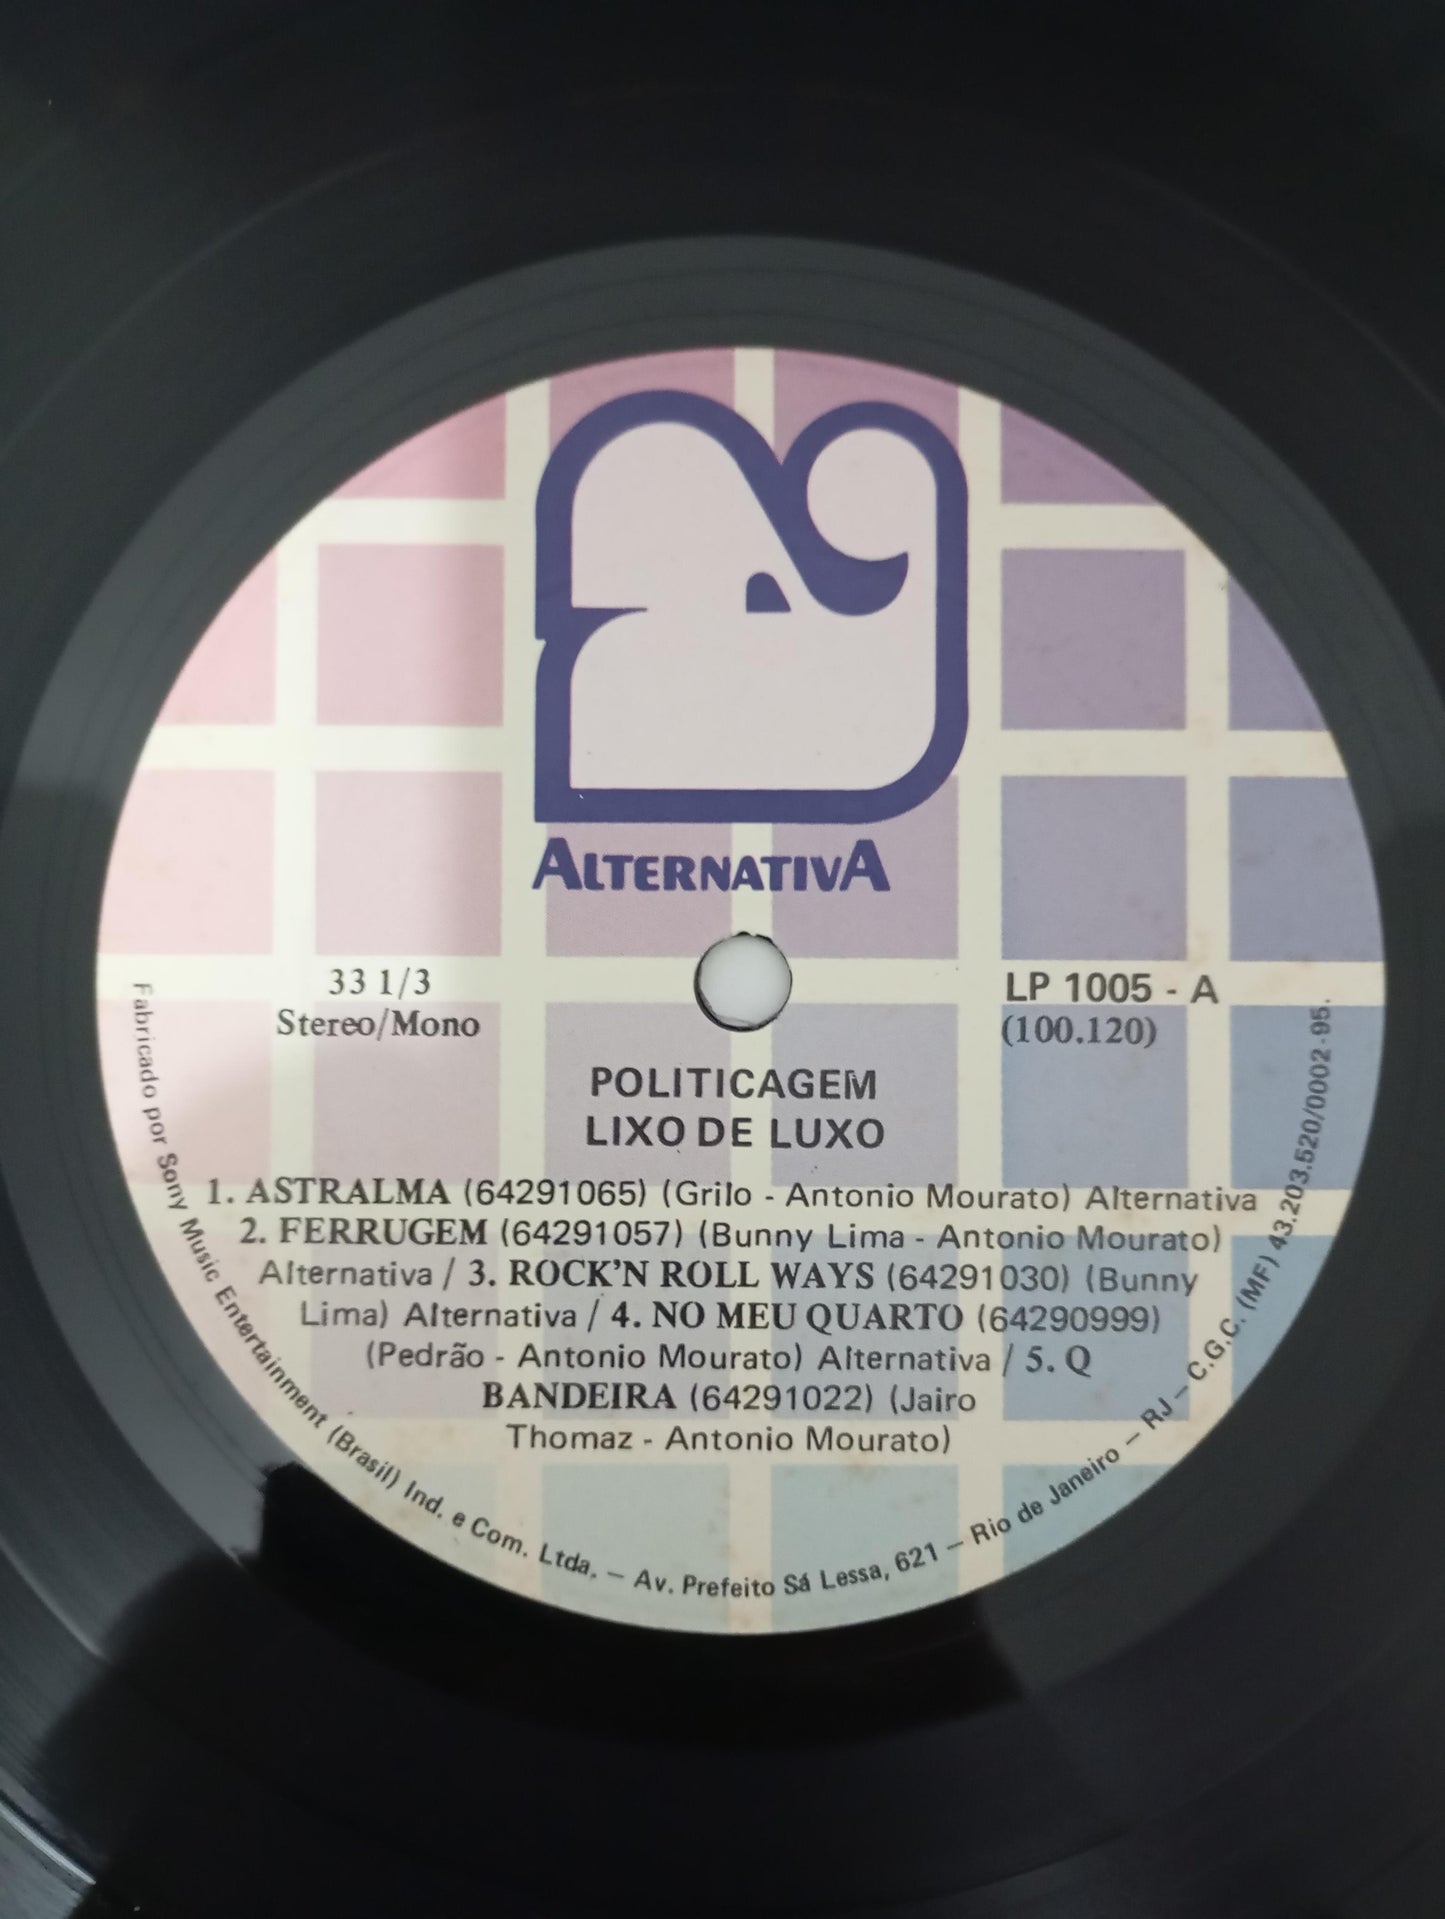 ALTERNATIVA
33 1/3
Stereo/Mono
LP 1005 - A
(100.120)
POLITICAGEM
LIXO DE LUXO
1. ASTRALMA (64291065) (Grilo - Antonio Mourato) Alternativa
2. FERRUGEM (64291057) (Bunny Lima - Antonio Mourato)
Alternativa / 3. ROCK'N ROLL WAYS (64291030) (Bunny
Lima) Alternativa / 4. NO MEU QUARTO (64290999)
(Pedrão - Antonio Mourato) Alternativa / 5. Q
BANDEIRA (64291022) (Jairo
Thomaz - Antonio Mourato)
Fabricado por Sony Music Entertainment (Brasil) Ind. e Com. Ltda. – Av. Prefeito Sá Lessa, 621 – Rio de Janeiro – RJ – C.G.C. (MF) 43.203.520/0002-95.